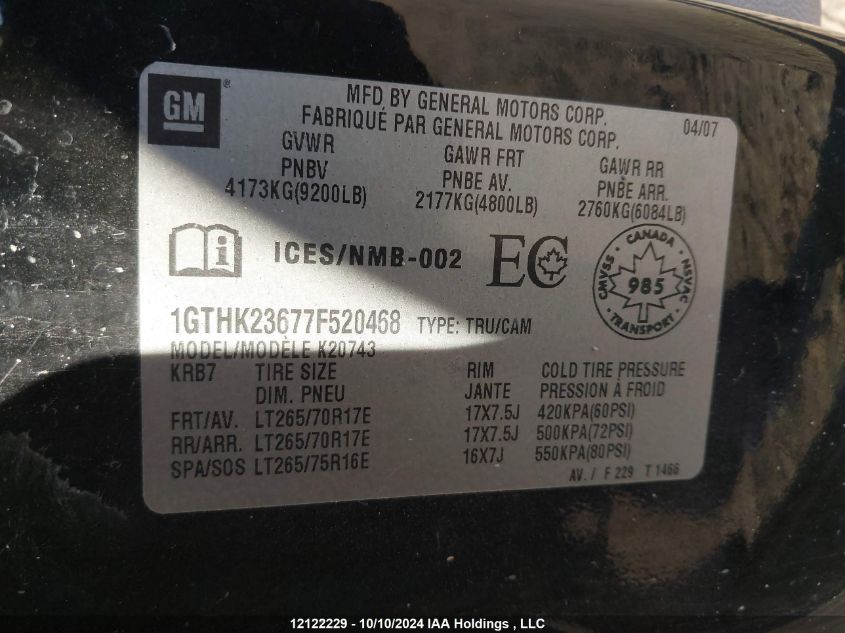 GM ®
MFD BY GENERAL MOTORS CORP.
FABRIQUÉ PAR GENERAL MOTORS CORP.
04/07
GVWR GAWR FRT GAWR RR
PNBV PNBE AV. PNBE ARR.
4173KG(9200LB) 2177KG(4800LB) 2760KG(6084LB)
i ICES/NMB-002 EC
CANADA
CMVSS 985 NSVAC
TRANSPORT
1GTHK23677F520468 TYPE: TRU/CAM
MODEL/MODÈLE K20743
KRB7 TIRE SIZE RIM COLD TIRE PRESSURE
DIM. PNEU JANTE PRESSION À FROID
FRT/AV. LT265/70R17E 17X7.5J 420KPA(60PSI)
RR/ARR. LT265/70R17E 17X7.5J 500KPA(72PSI)
SPA/SOS LT265/75R16E 16X7J 550KPA(80PSI)
AV. / F 229 T 1466
12122229 - 10/10/2024 IAA Holdings , LLC